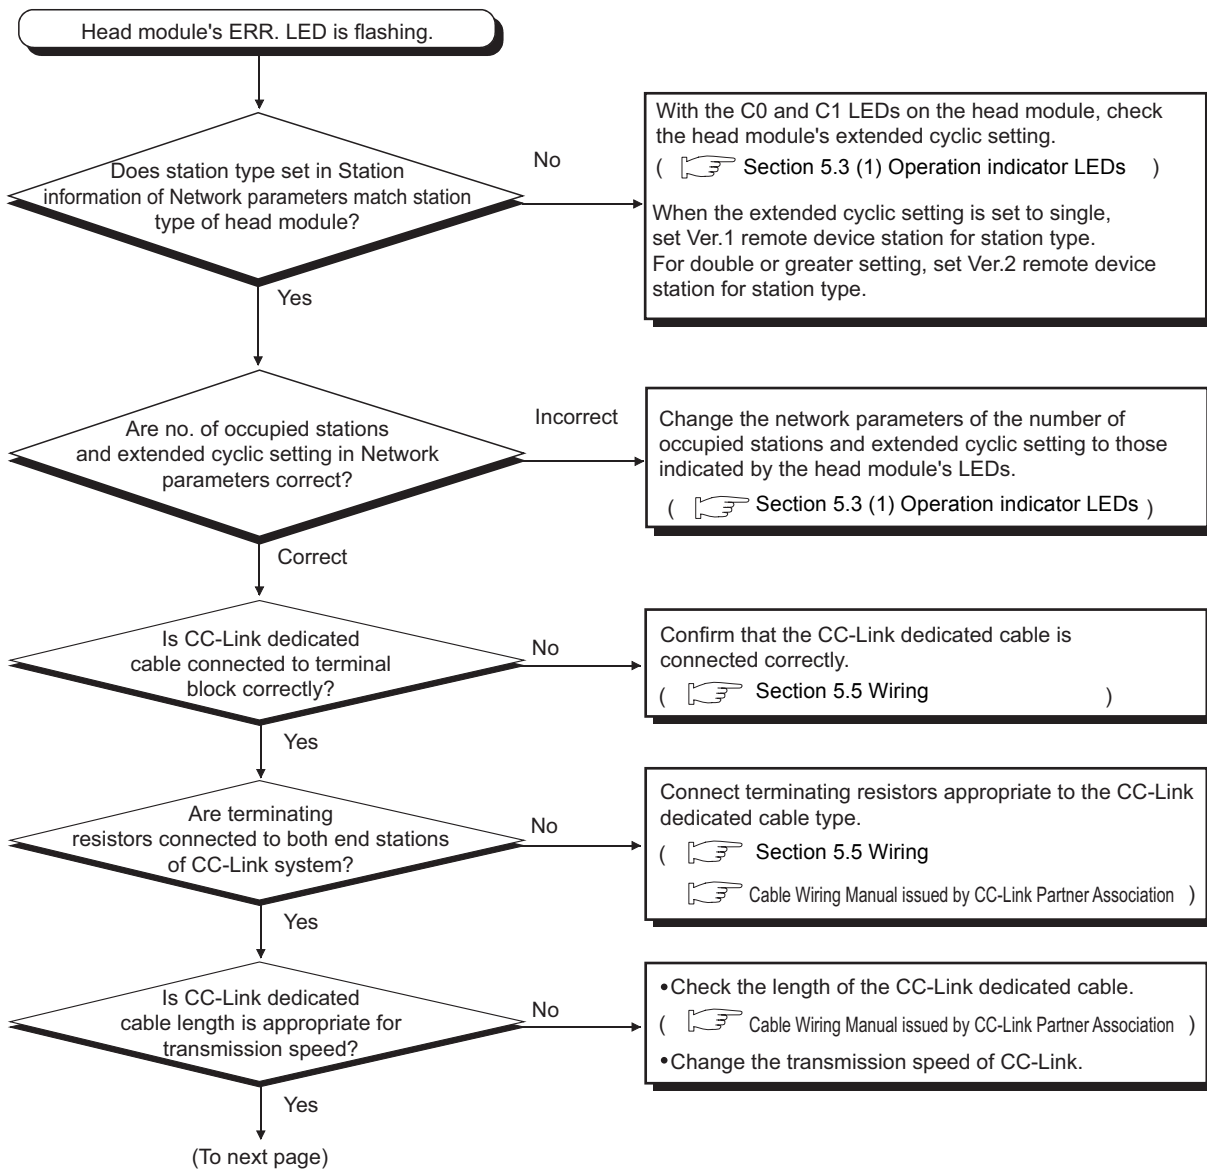 Head module's ERR. LED is flashing.
Does station type set in Station
information of Network parameters match station
type of head module?
No
With the C0 and C1 LEDs on the head module, check
the head module's extended cyclic setting.
( Section 5.3 (1) Operation indicator LEDs )
When the extended cyclic setting is set to single,
set Ver.1 remote device station for station type.
For double or greater setting, set Ver.2 remote device
station for station type.
Yes
Are no. of occupied stations
and extended cyclic setting in Network
parameters correct?
Incorrect
Change the network parameters of the number of
occupied stations and extended cyclic setting to those
indicated by the head module's LEDs.
( Section 5.3 (1) Operation indicator LEDs )
Correct
Is CC-Link dedicated
cable connected to terminal
block correctly?
No
Confirm that the CC-Link dedicated cable is
connected correctly.
( Section 5.5 Wiring )
Yes
Are terminating
resistors connected to both end stations
of CC-Link system?
No
Connect terminating resistors appropriate to the CC-Link
dedicated cable type.
( Section 5.5 Wiring
Cable Wiring Manual issued by CC-Link Partner Association )
Yes
Is CC-Link dedicated
cable length is appropriate for
transmission speed?
No
•Check the length of the CC-Link dedicated cable.
( Cable Wiring Manual issued by CC-Link Partner Association )
•Change the transmission speed of CC-Link.
Yes
(To next page)